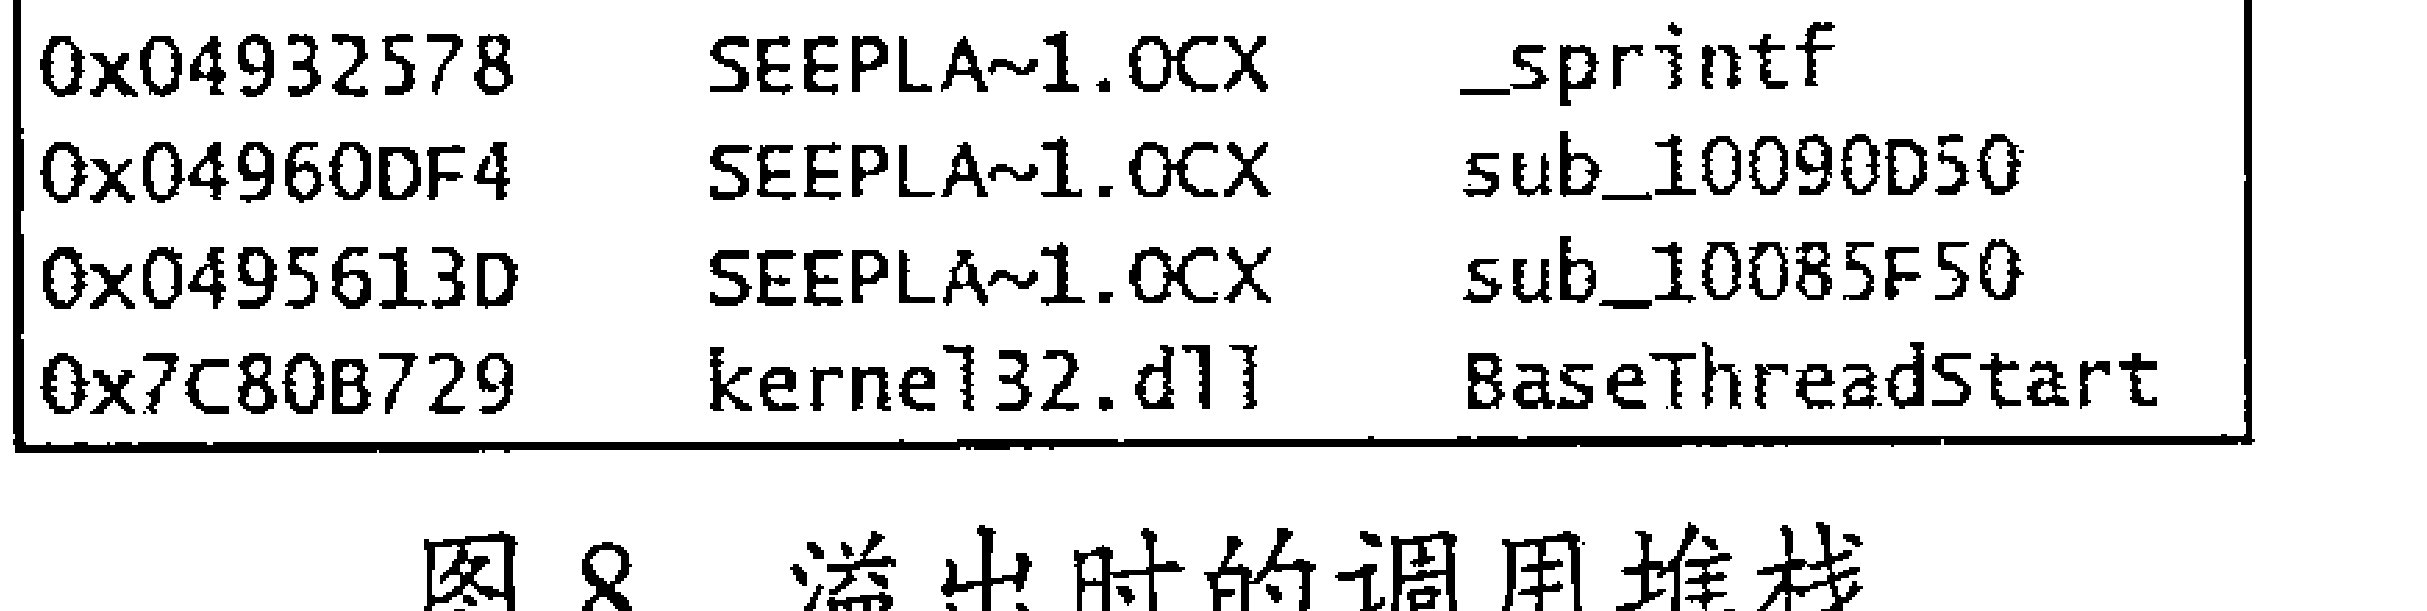 0x04932578 SEEPLA~1.OCX _sprintf
0x04960DF4 SEEPLA~1.OCX sub_10090D50
0x0495613D SEEPLA~1.OCX sub_10085F50
0x7C80B729 kernel32.dll BaseThreadStart
图 8 溢出时的调用堆栈